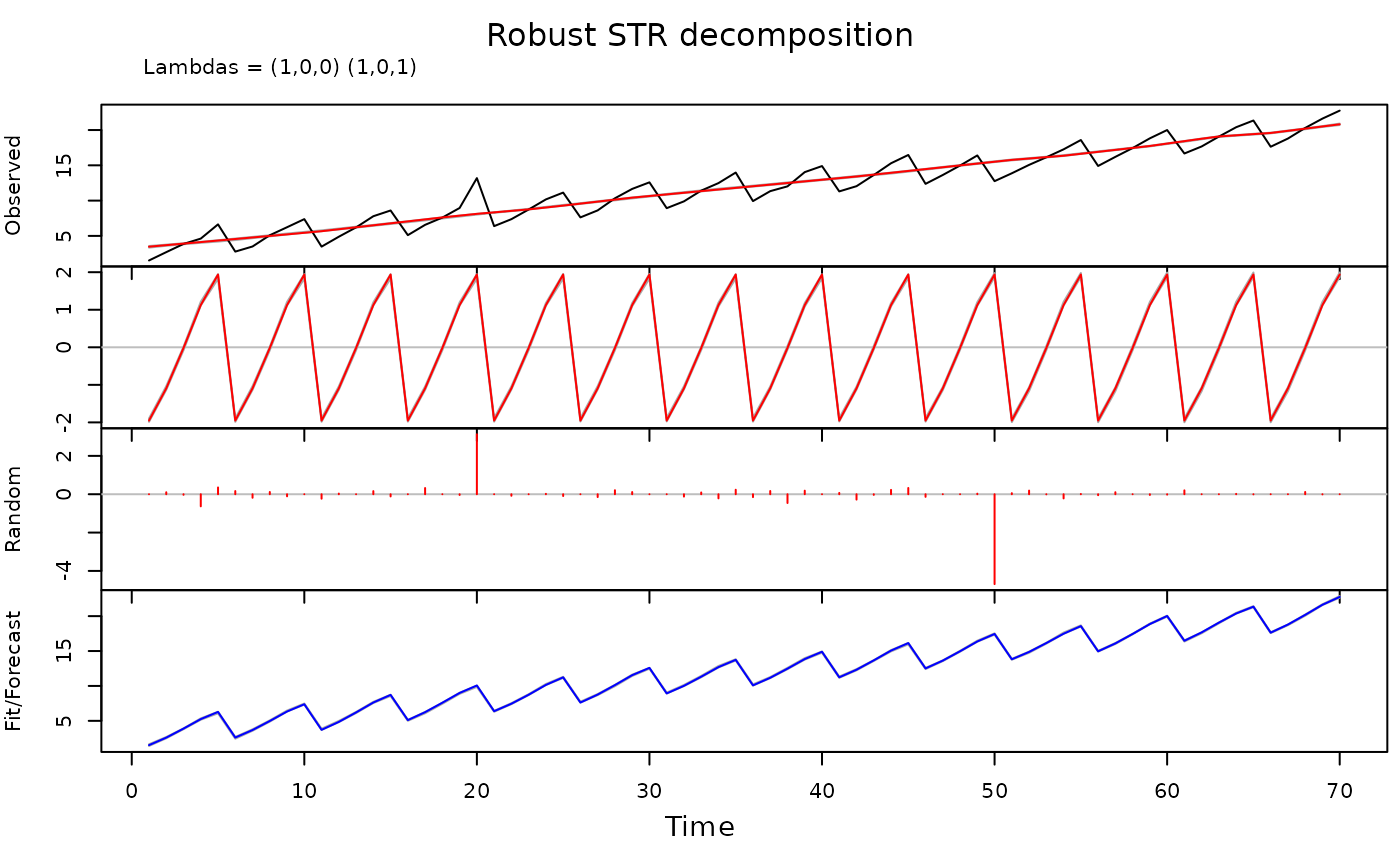 Robust STR decomposition
Lambdas = (1,0,0) (1,0,1)
Observed
15
5
2
1
0
-2
Random
2
0
-4
Fit/Forecast
15
5
0 10 20 30 40 50 60 70
Time